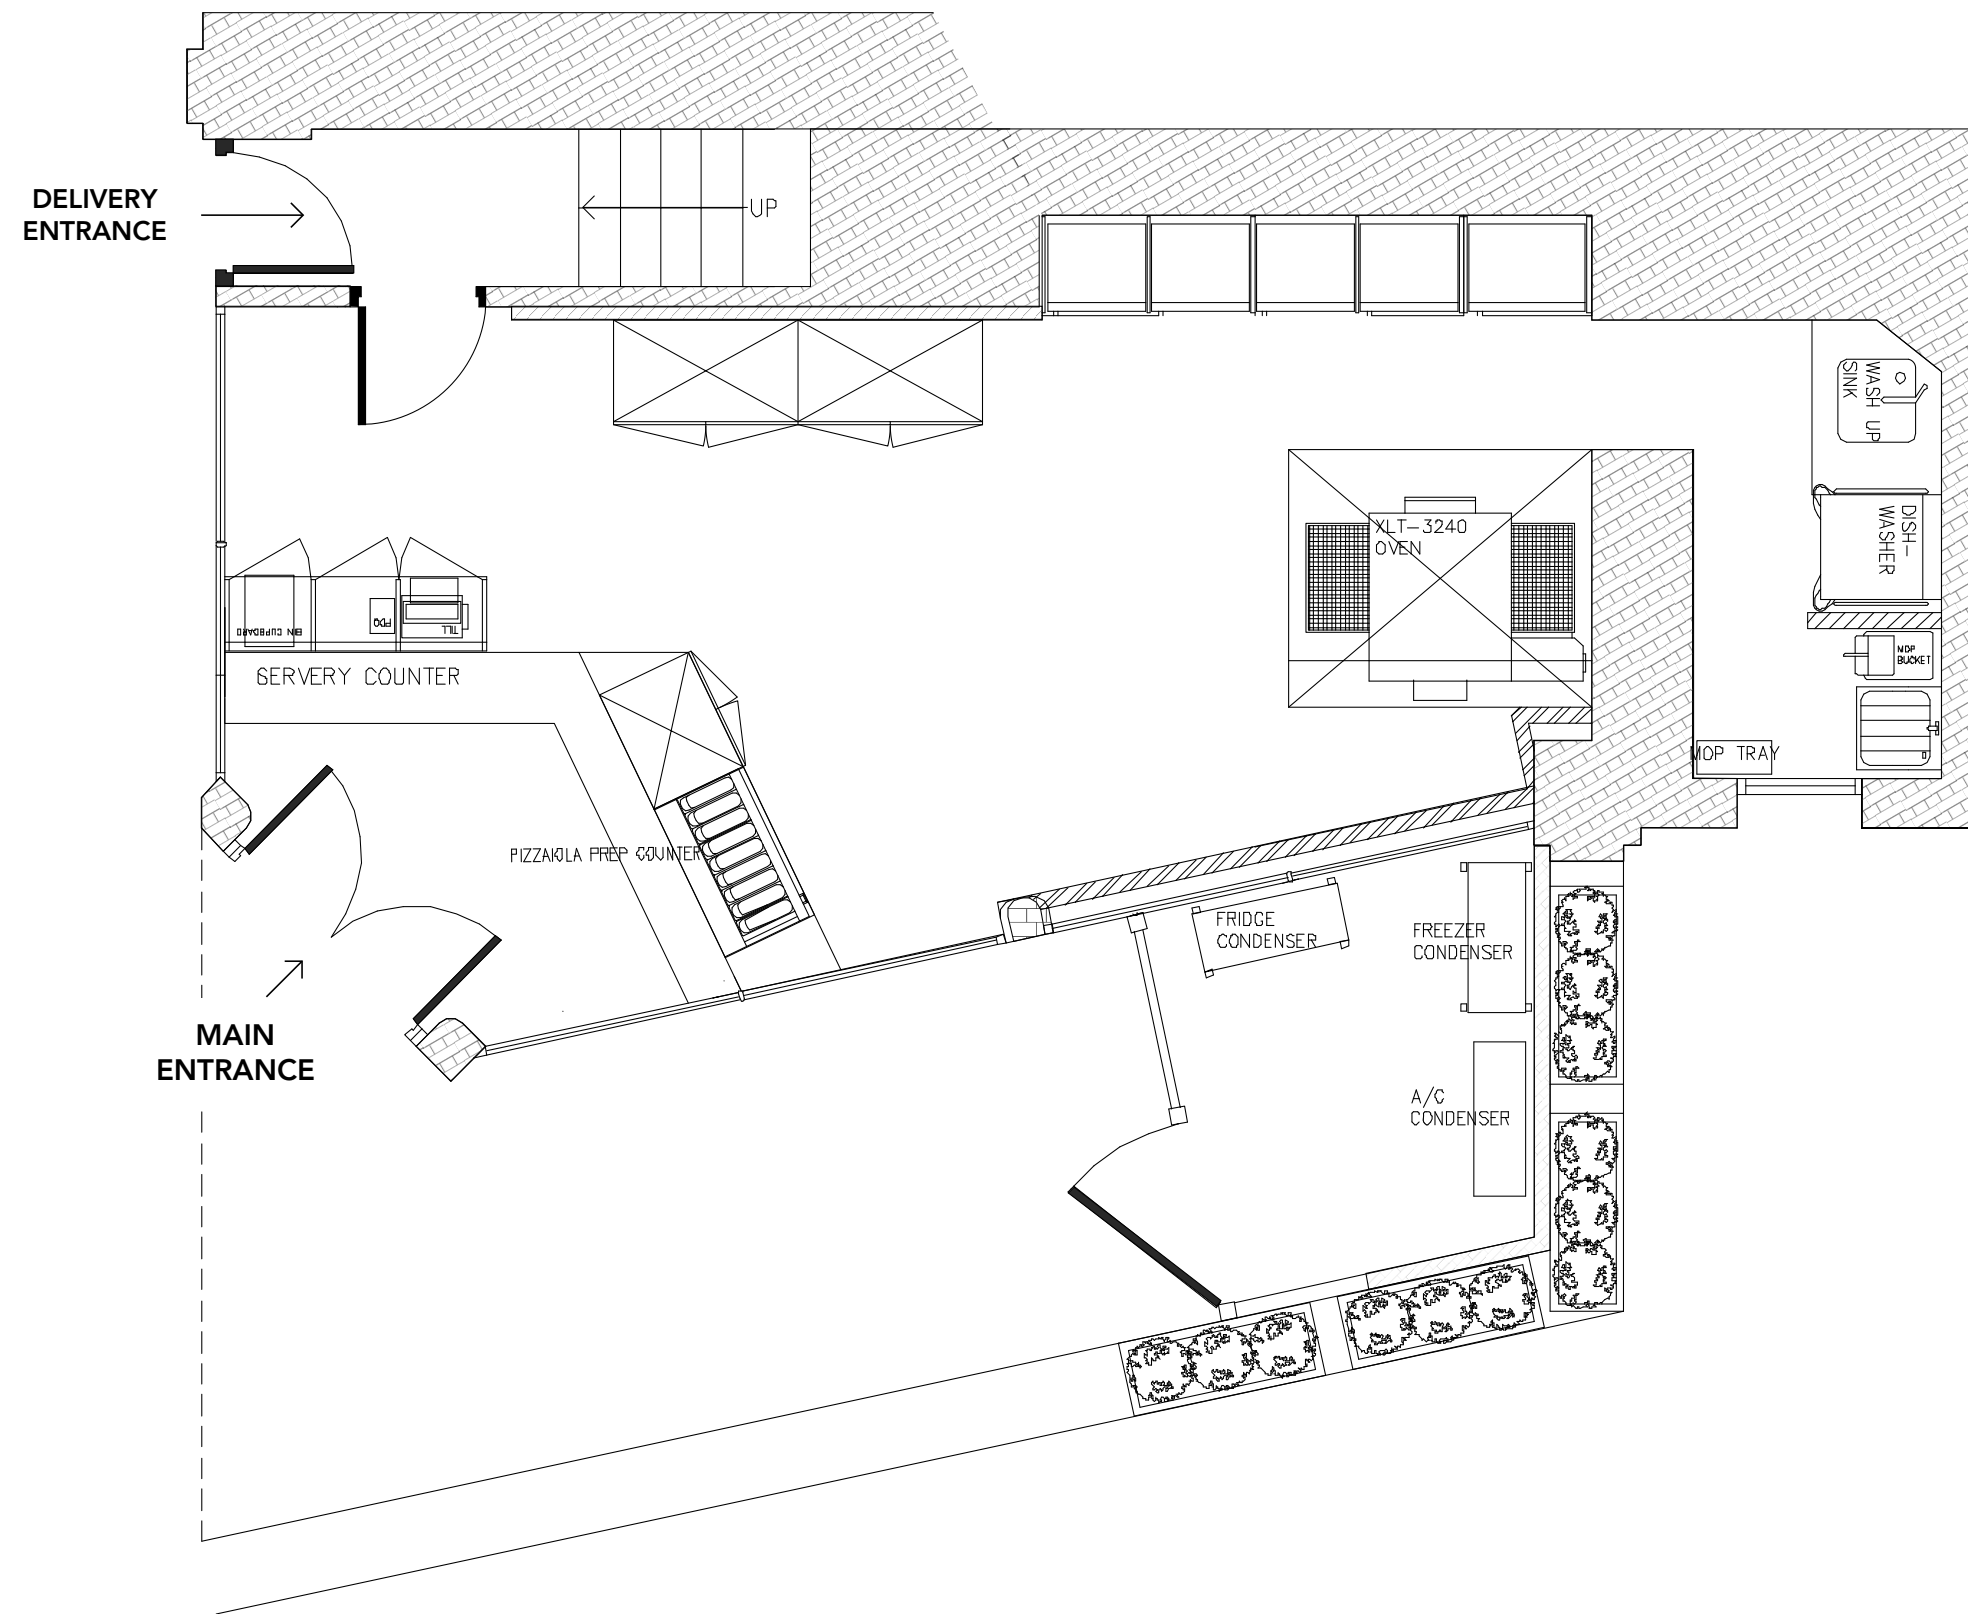 DELIVERY
ENTRANCE
UP
WASH UP
SINK
XLT-3240
OVEN
DISH-
WASHER
BIN CUPBOARD
PDQ
TILL
SERVERY COUNTER
MOP
BUCKET
MOP TRAY
PIZZAIOLA PREP COUNTER
FRIDGE
CONDENSER
FREEZER
CONDENSER
MAIN
ENTRANCE
A/C
CONDENSER